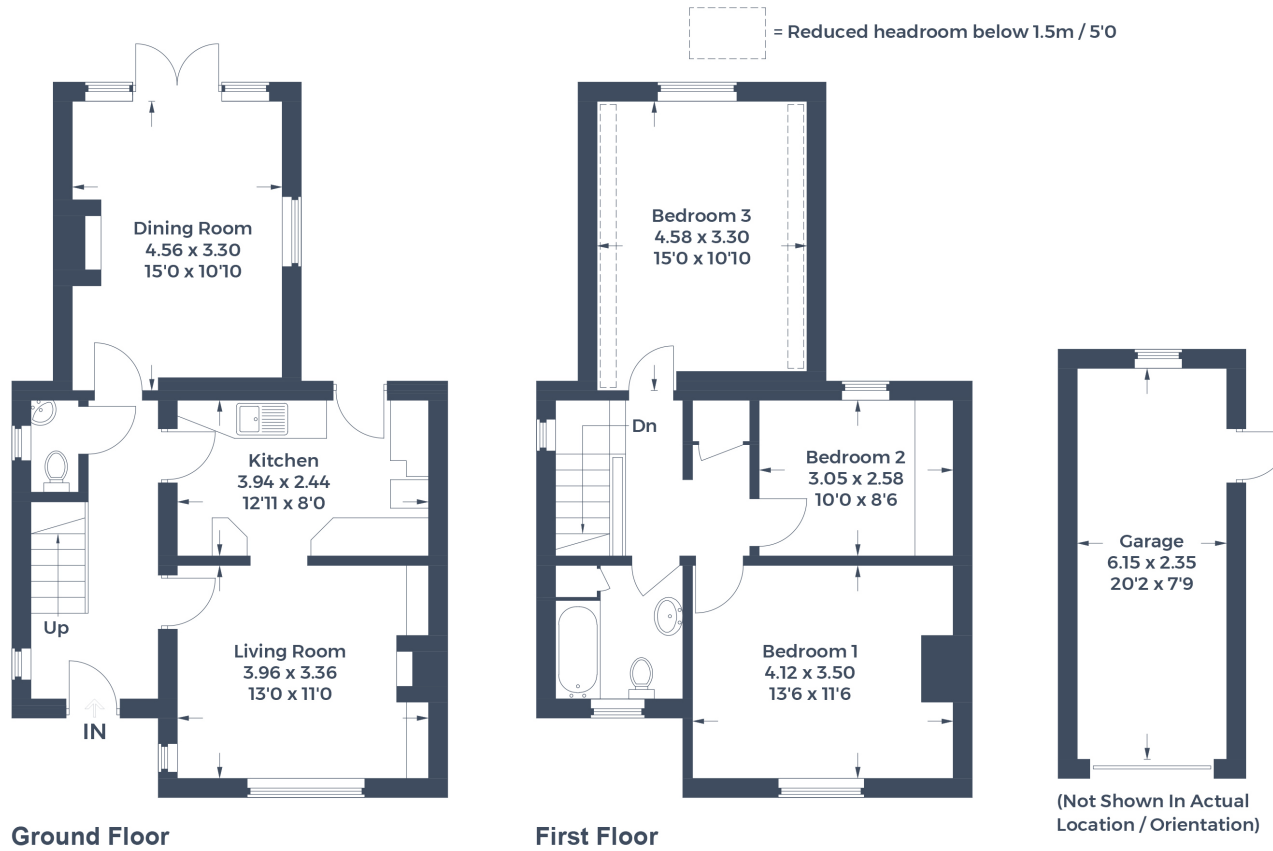 = Reduced headroom below 1.5m / 5'0
Dining Room
4.56 x 3.30
15'0 x 10'10
Kitchen
3.94 x 2.44
12'11 x 8'0
Up
Living Room
3.96 x 3.36
13'0 x 11'0
IN
Ground Floor
Bedroom 3
4.58 x 3.30
15'0 x 10'10
Dn
Bedroom 2
3.05 x 2.58
10'0 x 8'6
Bedroom 1
4.12 x 3.50
13'6 x 11'6
First Floor
Garage
6.15 x 2.35
20'2 x 7'9
(Not Shown In Actual
Location / Orientation)